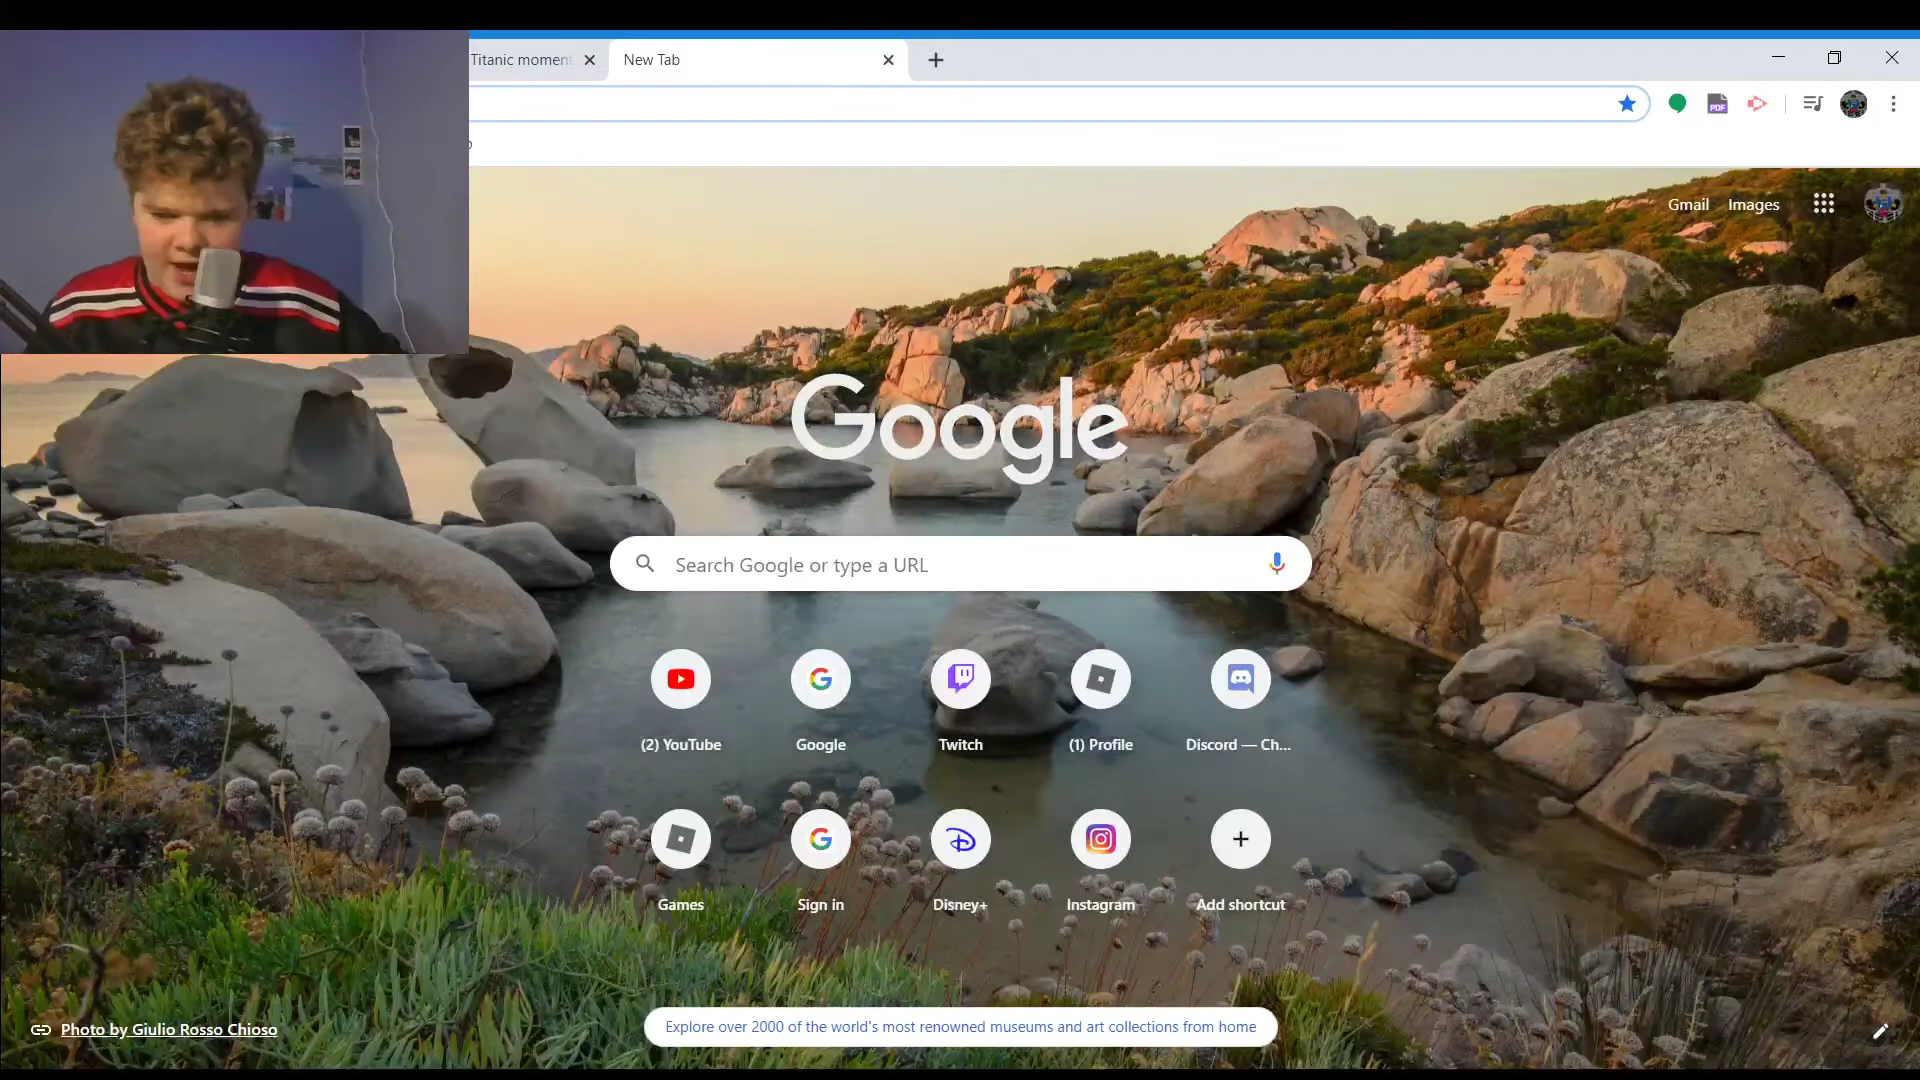 Titanic momen
New Tab
Gmail Images
Google
Search Google or type a URL
PDF
(2) YouTube
Google
Twitch
(1) Profile
Discord — Ch...
Games
Sign in
Disney+
Instagram
Add shortcut
Photo by Giulio Rosso Chioso
Explore over 2000 of the world's most renowned museums and art collections from home